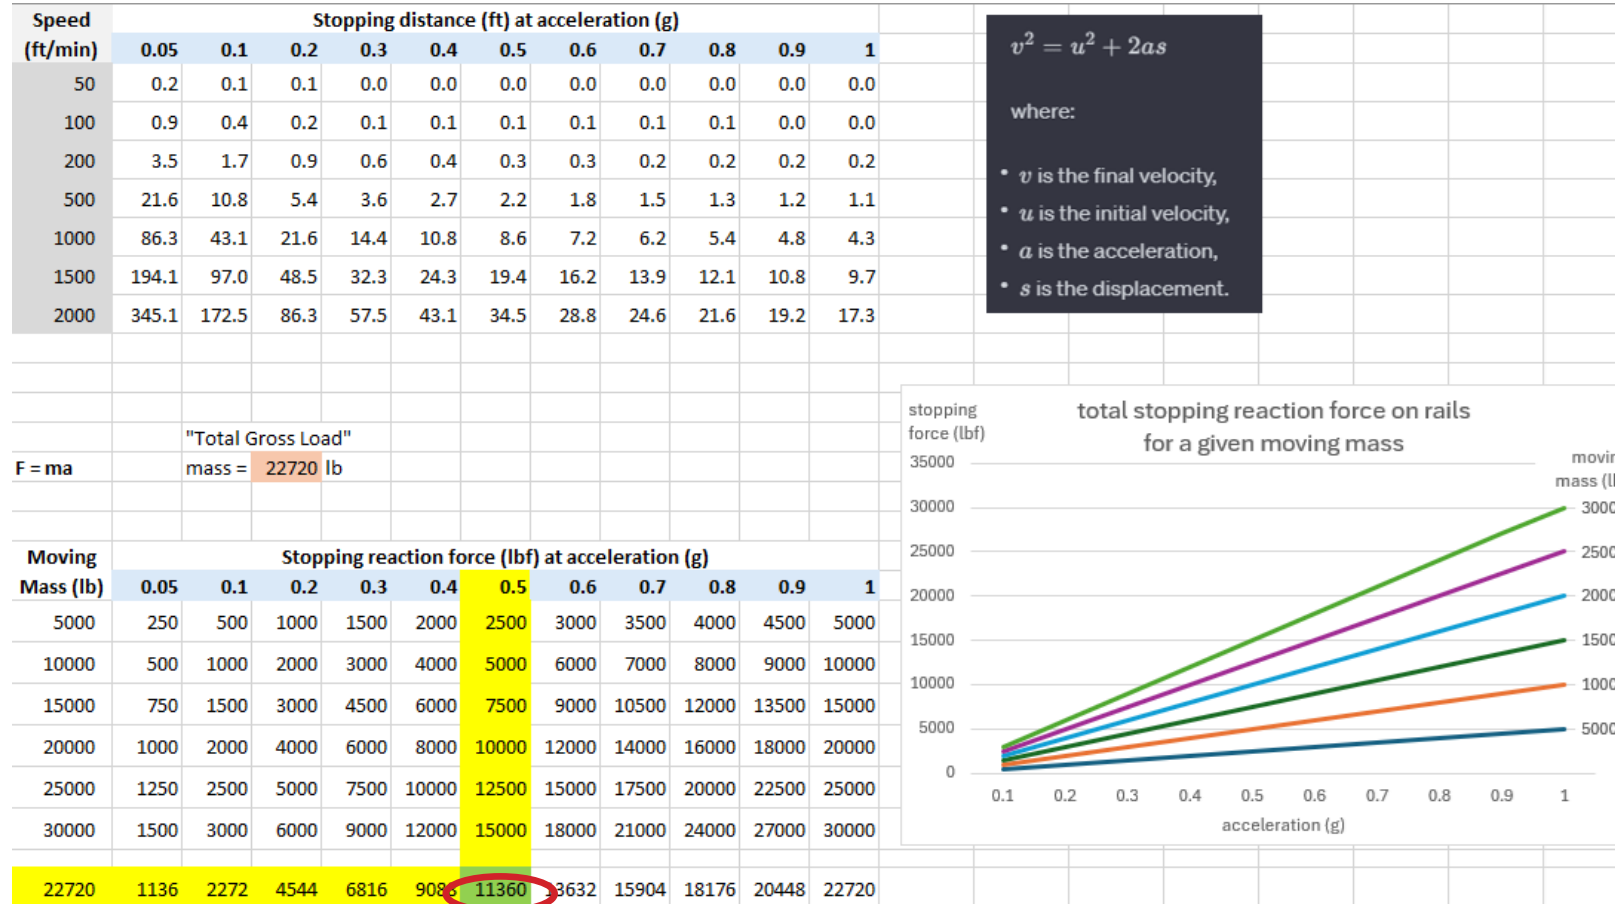 Speed Stopping distance (ft) at acceleration (g)
(ft/min) 0.05 0.1 0.2 0.3 0.4 0.5 0.6 0.7 0.8 0.9 1
50 0.2 0.1 0.1 0.0 0.0 0.0 0.0 0.0 0.0 0.0 0.0
100 0.9 0.4 0.2 0.1 0.1 0.1 0.1 0.1 0.1 0.0 0.0
200 3.5 1.7 0.9 0.6 0.4 0.3 0.3 0.2 0.2 0.2 0.2
500 21.6 10.8 5.4 3.6 2.7 2.2 1.8 1.5 1.3 1.2 1.1
1000 86.3 43.1 21.6 14.4 10.8 8.6 7.2 6.2 5.4 4.8 4.3
1500 194.1 97.0 48.5 32.3 24.3 19.4 16.2 13.9 12.1 10.8 9.7
2000 345.1 172.5 86.3 57.5 43.1 34.5 28.8 24.6 21.6 19.2 17.3
v² = u² + 2as
where:
• v is the final velocity,
• u is the initial velocity,
• a is the acceleration,
• s is the displacement.
"Total Gross Load"
F = ma mass = 22720 lb
Moving Stopping reaction force (lbf) at acceleration (g)
Mass (lb) 0.05 0.1 0.2 0.3 0.4 0.5 0.6 0.7 0.8 0.9 1
5000 250 500 1000 1500 2000 2500 3000 3500 4000 4500 5000
10000 500 1000 2000 3000 4000 5000 6000 7000 8000 9000 10000
15000 750 1500 3000 4500 6000 7500 9000 10500 12000 13500 15000
20000 1000 2000 4000 6000 8000 10000 12000 14000 16000 18000 20000
25000 1250 2500 5000 7500 10000 12500 15000 17500 20000 22500 25000
30000 1500 3000 6000 9000 12000 15000 18000 21000 24000 27000 30000
22720 1136 2272 4544 6816 9088 11360 13632 15904 18176 20448 22720
stopping
force (lbf)
total stopping reaction force on rails
for a given moving mass
35000
30000
25000
20000
15000
10000
5000
0
0.1 0.2 0.3 0.4 0.5 0.6 0.7 0.8 0.9 1
acceleration (g)
mass
5000